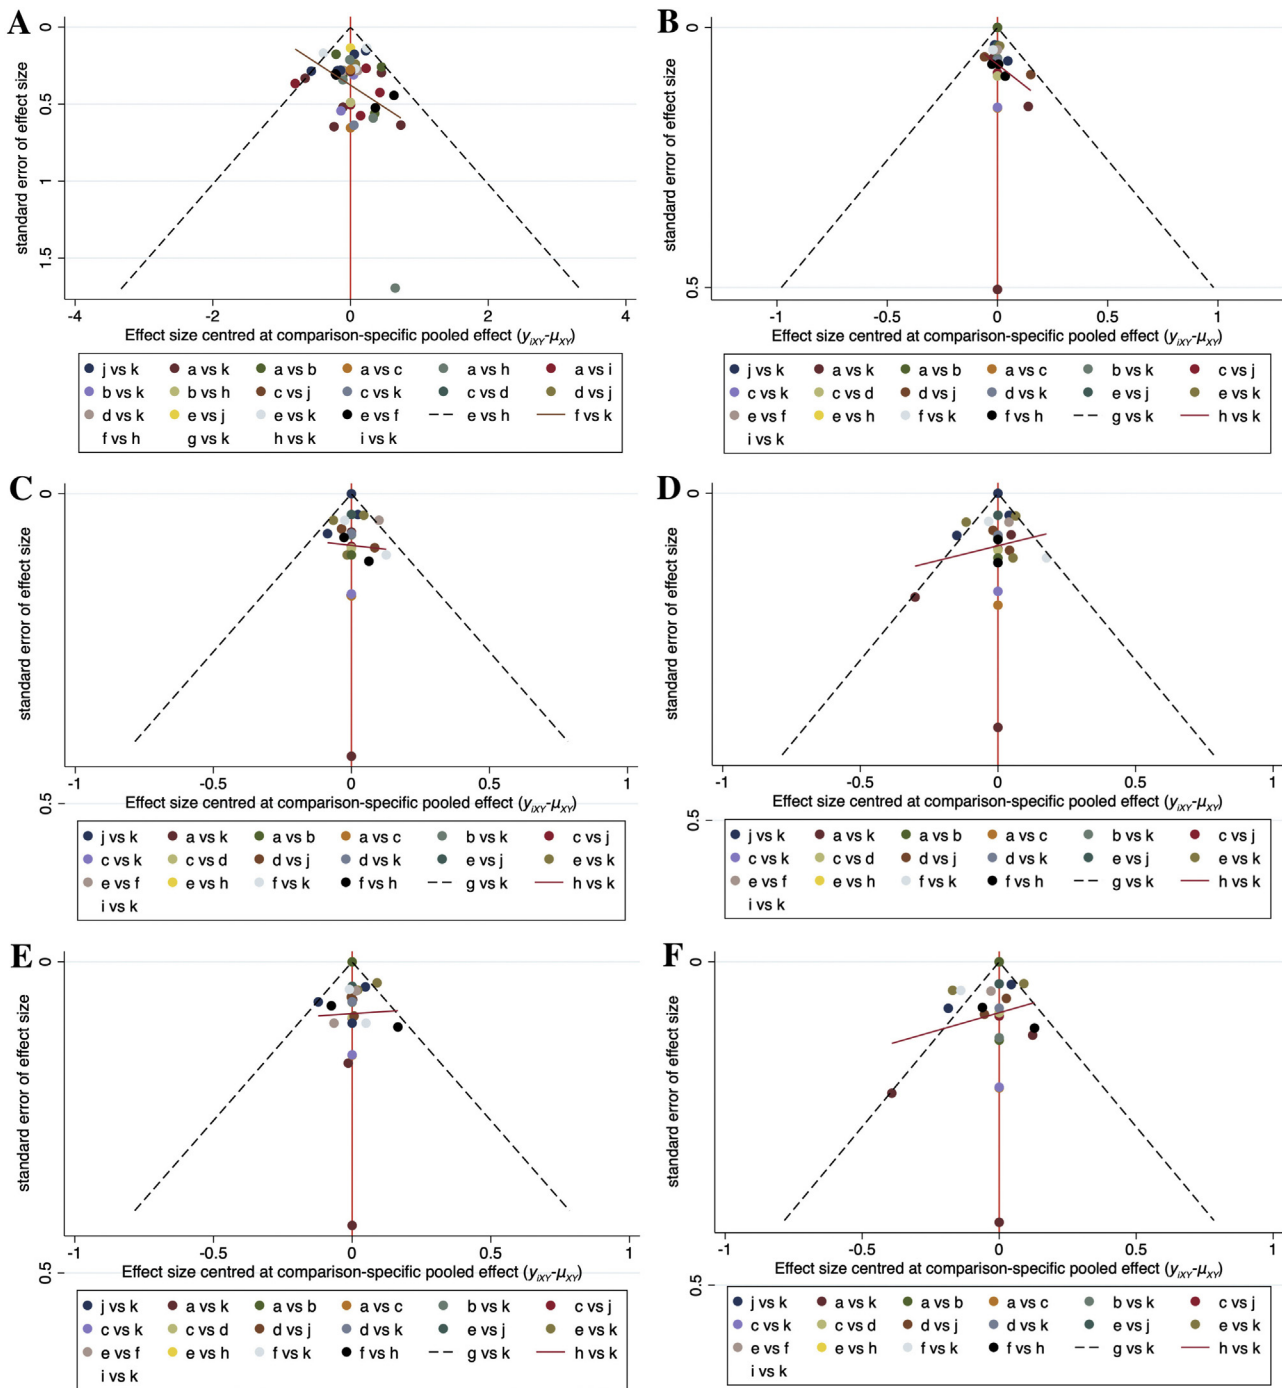 A
standard error of effect size
0
0.5
1
1.5
-4
-2
0
2
4
Effect size centred at comparison-specific pooled effect (yiXY-μXY)
j vs k a vs k a vs b a vs c a vs h a vs i
b vs k b vs h c vs j c vs k c vs d d vs j
d vs k e vs j e vs k e vs f e vs h f vs k
f vs h g vs k h vs k i vs k
B
standard error of effect size
0
0.5
-1
-0.5
0
0.5
1
Effect size centred at comparison-specific pooled effect (yiXY-μXY)
j vs k a vs k a vs b a vs c b vs k c vs j
c vs k c vs d d vs j d vs k e vs j e vs k
e vs f e vs h f vs k f vs h g vs k h vs k
i vs k
C
standard error of effect size
0
-1
-0.5
0
0.5
1
Effect size centred at comparison-specific pooled effect (yiXY-μXY)
0.5
j vs k a vs k a vs b a vs c b vs k c vs j
c vs k c vs d d vs j d vs k e vs j e vs k
e vs f e vs h f vs k f vs h g vs k h vs k
i vs k
D
standard error of effect size
0
-1
-0.5
0
0.5
1
Effect size centred at comparison-specific pooled effect (yiXY-μXY)
0.5
j vs k a vs k a vs b a vs c b vs k c vs j
c vs k c vs d d vs j d vs k e vs j e vs k
e vs f e vs h f vs k f vs h g vs k h vs k
i vs k
E
standard error of effect size
0
-1
-0.5
0
0.5
1
Effect size centred at comparison-specific pooled effect (yiXY-μXY)
0.5
j vs k a vs k a vs b a vs c b vs k c vs j
c vs k c vs d d vs j d vs k e vs j e vs k
e vs f e vs h f vs k f vs h g vs k h vs k
i vs k
F
standard error of effect size
0
-1
-0.5
0
0.5
1
Effect size centred at comparison-specific pooled effect (yiXY-μXY)
0.5
j vs k a vs k a vs b a vs c b vs k c vs j
c vs k c vs d d vs j d vs k e vs j e vs k
e vs f e vs h f vs k f vs h g vs k h vs k
i vs k